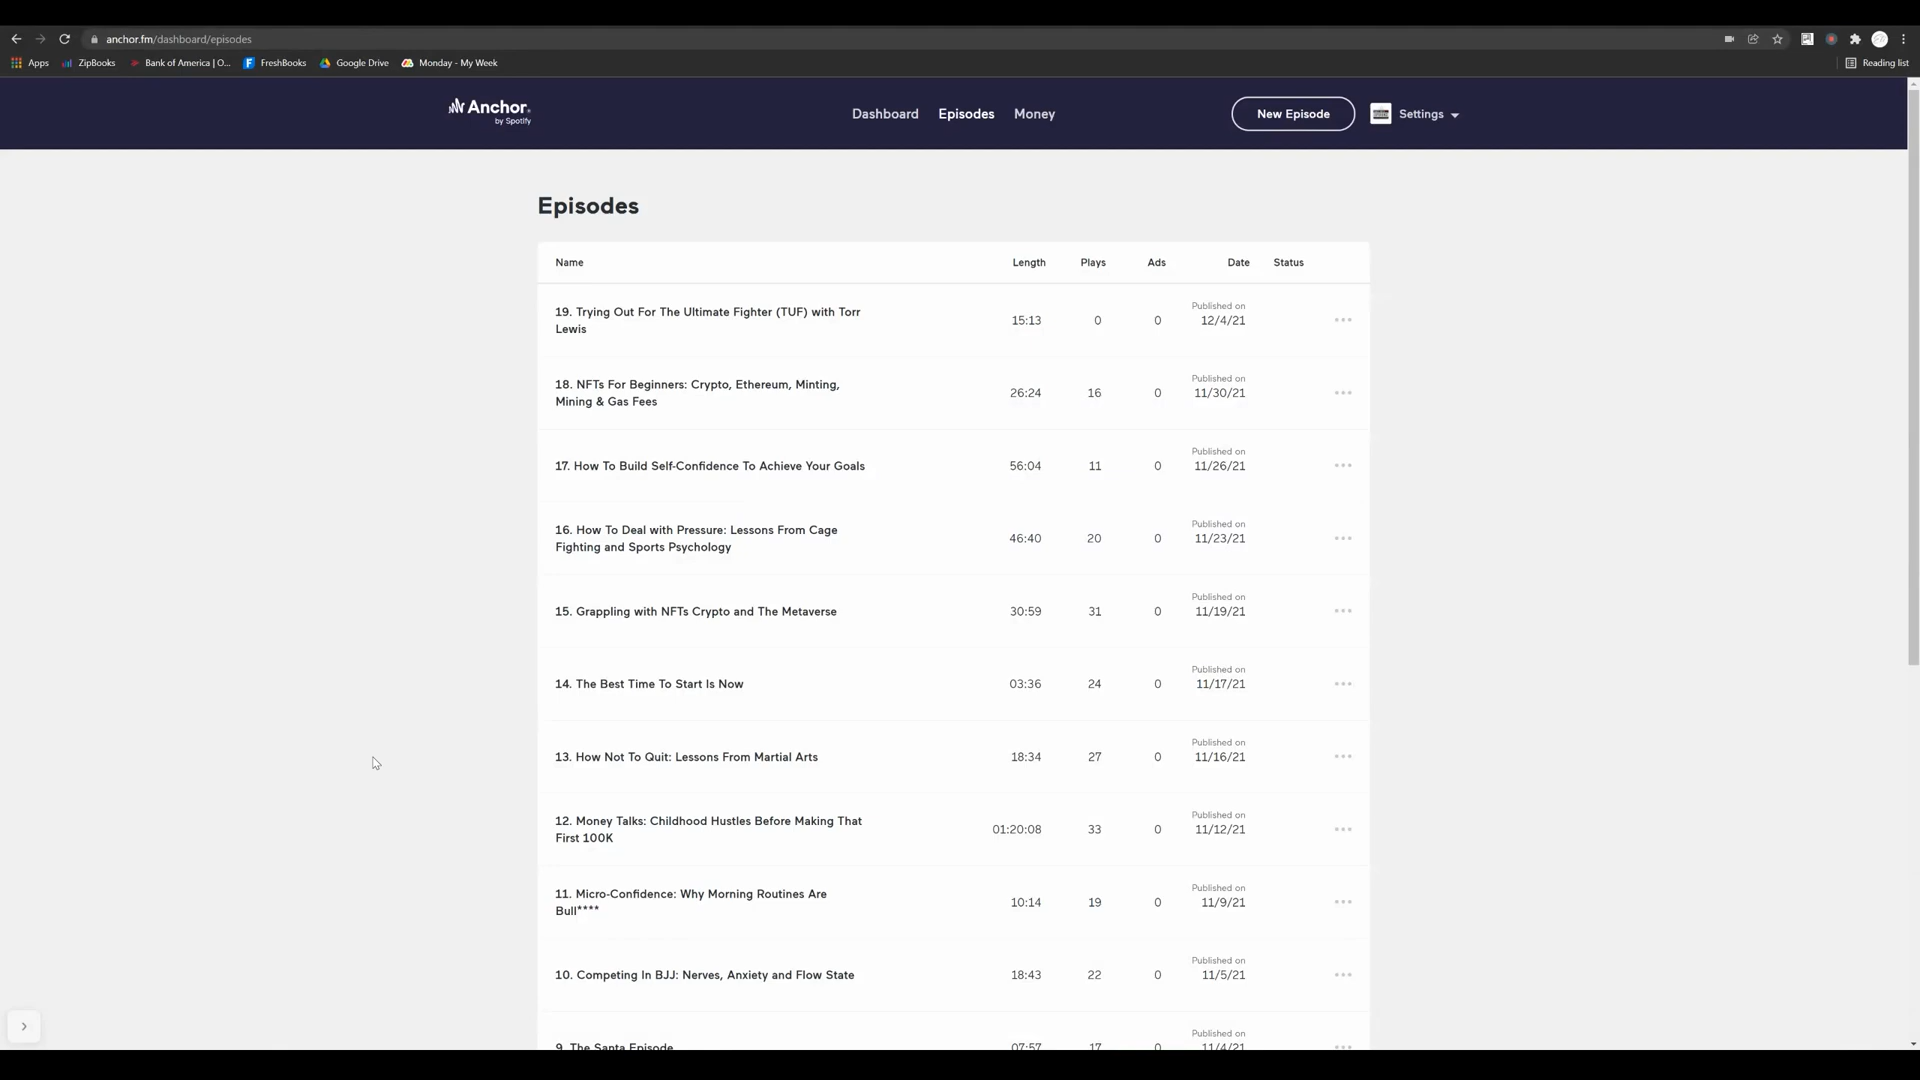 anchor.fm/dashboard/episodes
Apps ZipBooks Bank of America | O... FreshBooks Google Drive Monday - My Week Reading list
Anchor
by Spotify
Dashboard Episodes Money New Episode Settings
Episodes
Name Length Plays Ads Date Status
19. Trying Out For The Ultimate Fighter (TUF) with Torr
Lewis
15:13 0 0 Published on
12/4/21
18. NFTs For Beginners: Crypto, Ethereum, Minting,
Mining & Gas Fees
26:24 16 0 Published on
11/30/21
17. How To Build Self-Confidence To Achieve Your Goals
56:04 11 0 Published on
11/26/21
16. How To Deal with Pressure: Lessons From Cage
Fighting and Sports Psychology
46:40 20 0 Published on
11/23/21
15. Grappling with NFTs Crypto and The Metaverse
30:59 31 0 Published on
11/19/21
14. The Best Time To Start Is Now
03:36 24 0 Published on
11/17/21
13. How Not To Quit: Lessons From Martial Arts
18:34 27 0 Published on
11/16/21
12. Money Talks: Childhood Hustles Before Making That
First 100K
01:20:08 33 0 Published on
11/12/21
11. Micro-Confidence: Why Morning Routines Are
Bull****
10:14 19 0 Published on
11/9/21
10. Competing In BJJ: Nerves, Anxiety and Flow State
18:43 22 0 Published on
11/5/21
9. The Santa Episode
07:57 17 0 Published on
11/4/21